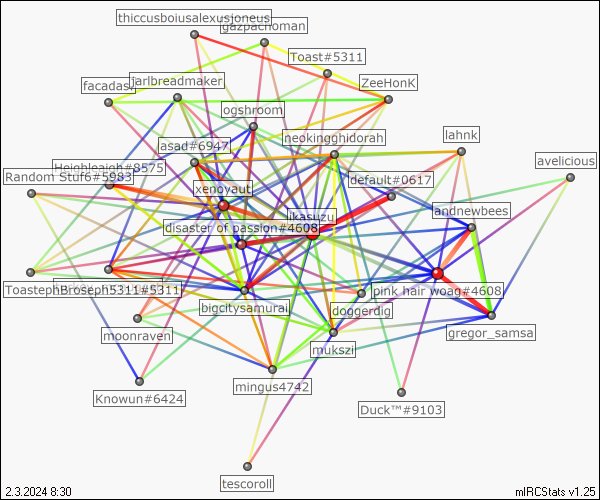 thiccusboiusalexusjoneus
gazpachoman
Toast#5311
ZeeHonK
jarlbreadmaker
facadase
ogshroom
neokingghidorah
lahnk
asad#6947
avelicious
Heighleaigh#8575
Random Stuf6#5983
default#0617
xenoyaut
andnewbees
ikasuzu
disaster of passion#4608
pink hair woag#4608
ToastephBroseph5311#5311
bigcitysamurai
doggerdig
gregor_samsa
moonraven
mukszi
mingus4742
Knowun#6424
Duck™#9103
tescoroll
2.3.2024 8:30
mIRCStats v1.25